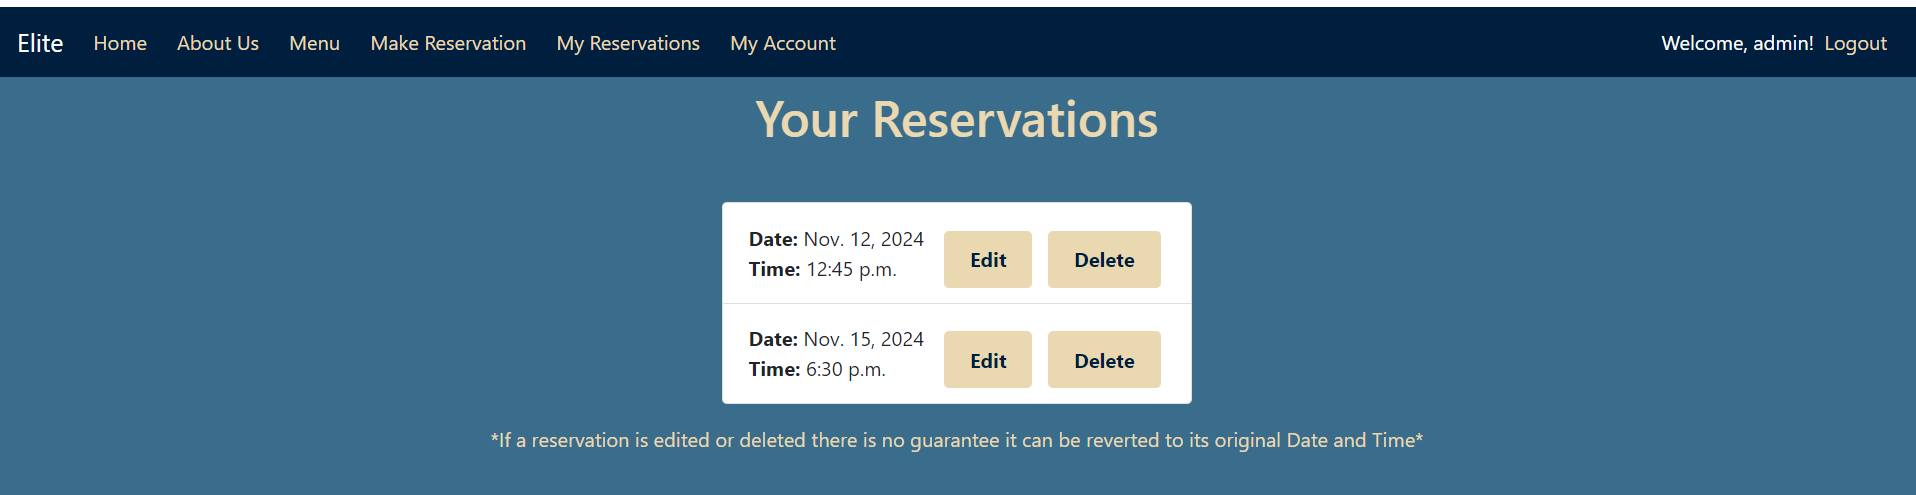 Elite Home About Us Menu Make Reservation My Reservations My Account Welcome, admin! Logout
Your Reservations
Date: Nov. 12, 2024
Time: 12:45 p.m.
Edit Delete
Date: Nov. 15, 2024
Time: 6:30 p.m.
Edit Delete
*If a reservation is edited or deleted there is no guarantee it can be reverted to its original Date and Time*